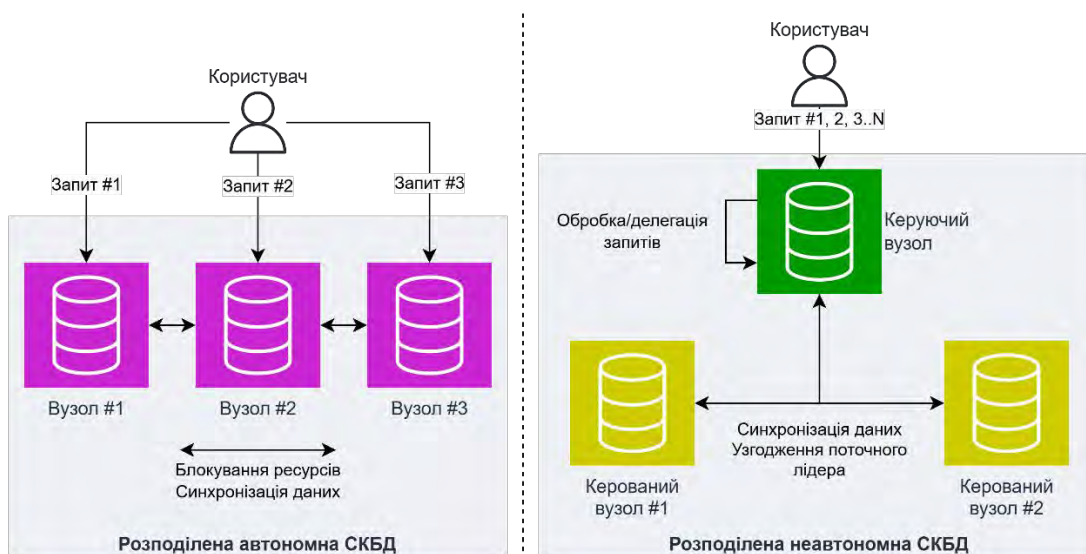 Користувач
Запит #1
Запит #2
Запит #3
Вузол #1
Вузол #2
Вузол #3
Блокування ресурсів
Синхронізація даних
Розподілена автономна СКБД
Користувач
Запит #1, 2, 3..N
Обробка/делегація
запитів
Керуючий
вузол
Синхронізація даних
Узгодження поточного
лідера
Керований
вузол #1
Керований
вузол #2
Розподілена неавтономна СКБД